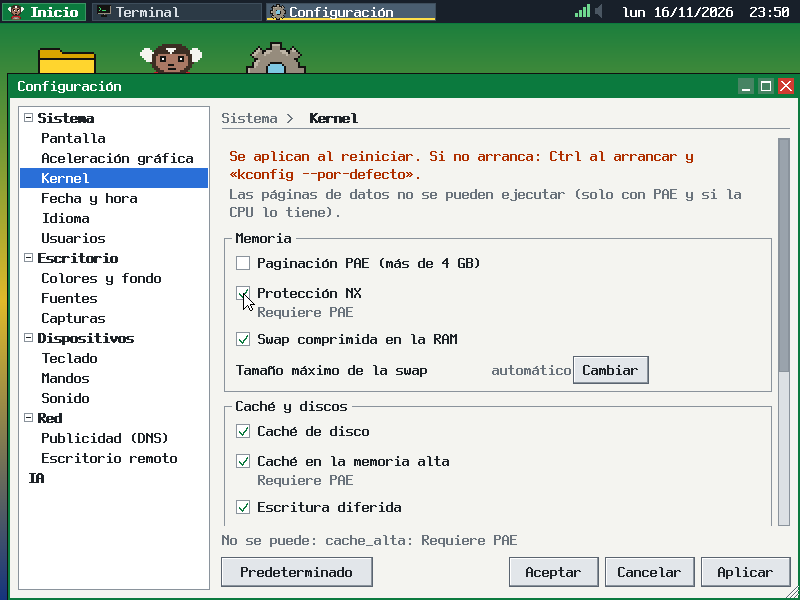 Inicio
Terminal
Configuración
lun 16/11/2026 23:50
Configuración
Sistema
Pantalla
Aceleración gráfica
Kernel
Fecha y hora
Idioma
Usuarios
Escritorio
Colores y fondo
Fuentes
Capturas
Dispositivos
Teclado
Mandos
Sonido
Red
Publicidad (DNS)
Escritorio remoto
IA
Sistema > Kernel
Se aplican al reiniciar. Si no arranca: Ctrl al arrancar y
«kconfig --por-defecto».
Las páginas de datos no se pueden ejecutar (solo con PAE y si la
CPU lo tiene).
Memoria
Paginación PAE (más de 4 GB)
Protección NX
Requiere PAE
Swap comprimida en la RAM
Tamaño máximo de la swap automático Cambiar
Caché y discos
Caché de disco
Caché en la memoria alta
Requiere PAE
Escritura diferida
No se puede: cache_alta: Requiere PAE
Predeterminado Aceptar Cancelar Aplicar